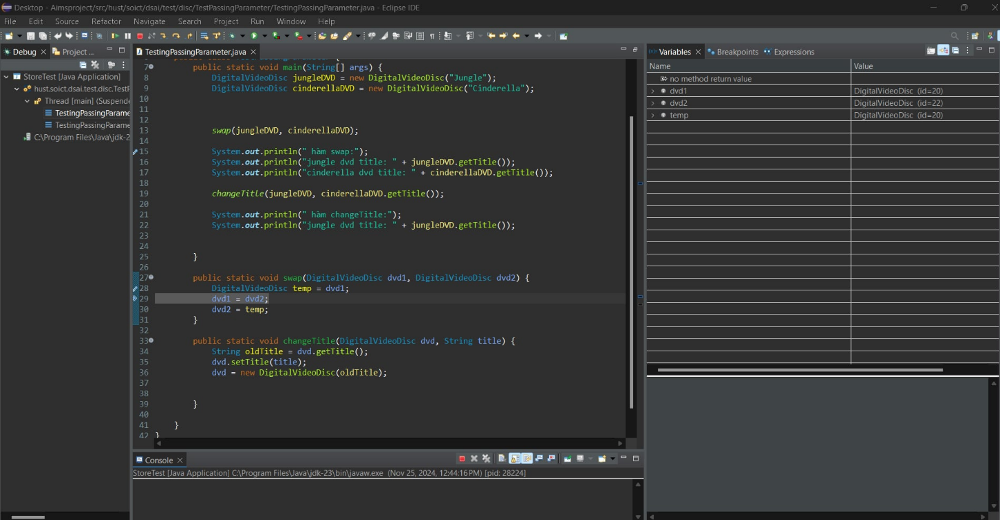 Desktop - Aimsproject/src/hust/soict/dsai/test/disc/TestPassingParameter/TestingPassingParameter.java - Eclipse IDE
File Edit Source Refactor Navigate Search Project Run Window Help
Debug
Project ...
StoreTest [Java Application]
hust.soict.dsai.test.disc.TestF
Thread [main] (Suspende
TestingPassingParame
TestingPassingParame
C:\Program Files\Java\jdk-2
TestingPassingParameter.java
7 public static void main(String[] args) {
8 DigitalVideoDisc jungleDVD = new DigitalVideoDisc("Jungle");
9 DigitalVideoDisc cinderellaDVD = new DigitalVideoDisc("Cinderella");
10
11
12
13 swap(jungleDVD, cinderellaDVD);
14
15 System.out.println(" hàm swap:");
16 System.out.println("jungle dvd title: " + jungleDVD.getTitle());
17 System.out.println("cinderella dvd title: " + cinderellaDVD.getTitle());
18
19 changeTitle(jungleDVD, cinderellaDVD.getTitle());
20
21 System.out.println(" hàm changeTitle:");
22 System.out.println("jungle dvd title: " + jungleDVD.getTitle());
23
24
25 }
26
27 public static void swap(DigitalVideoDisc dvd1, DigitalVideoDisc dvd2) {
28 DigitalVideoDisc temp = dvd1;
29 dvd1 = dvd2;
30 dvd2 = temp;
31 }
32
33 public static void changeTitle(DigitalVideoDisc dvd, String title) {
34 String oldTitle = dvd.getTitle();
35 dvd.setTitle(title);
36 dvd = new DigitalVideoDisc(oldTitle);
37
38
39 }
40
41 }
42 }
Console
StoreTest [Java Application] C:\Program Files\Java\jdk-23\bin\javaw.exe (Nov 25, 2024, 12:44:16 PM) [pid: 28224]
Variables
Breakpoints
Expressions
Name Value
no method return value
dvd1 DigitalVideoDisc (id=20)
dvd2 DigitalVideoDisc (id=22)
temp DigitalVideoDisc (id=20)